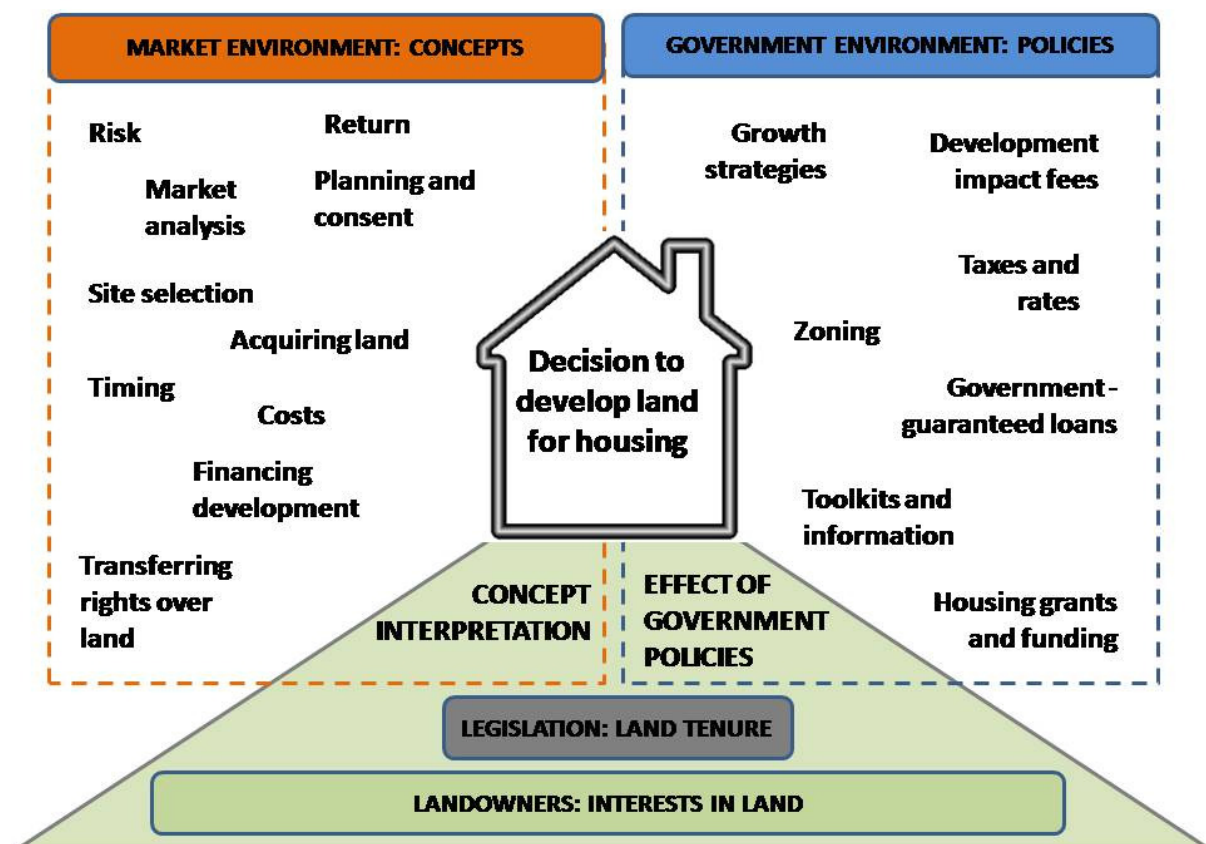 MARKET ENVIRONMENT: CONCEPTS
Risk
Return
Market
analysis
Planning and
consent
Site selection
Acquiring land
Timing
Costs
Financing
development
Transferring
rights over
land
GOVERNMENT ENVIRONMENT: POLICIES
Growth
strategies
Development
impact fees
Taxes and
rates
Zoning
Government-
guaranteed loans
Toolkits and
information
Housing grants
and funding
Decision to
develop land
for housing
CONCEPT
INTERPRETATION
EFFECT OF
GOVERNMENT
POLICIES
LEGISLATION: LAND TENURE
LANDOWNERS: INTERESTS IN LAND